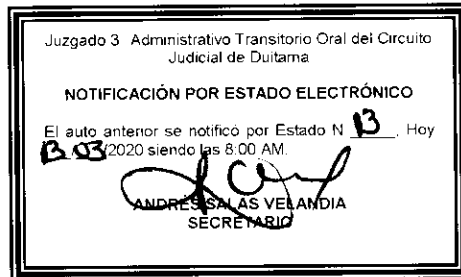 Juzgado 3 Administrativo Transitorio Oral del Circuito
Judicial de Duitama
NOTIFICACIÓN POR ESTADO ELECTRÓNICO
El auto anterior se notificó por Estado N 13. Hoy
13.03/2020 siendo las 8:00 AM.
ANDRES SALAS VELANDIA
SECRETARIO